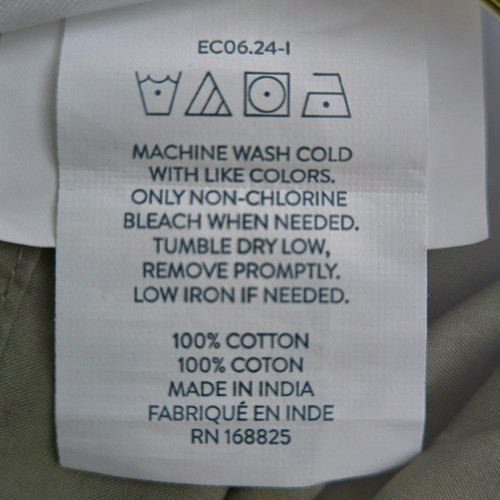 EC06.24-I
MACHINE WASH COLD
WITH LIKE COLORS.
ONLY NON-CHLORINE
BLEACH WHEN NEEDED.
TUMBLE DRY LOW,
REMOVE PROMPTLY.
LOW IRON IF NEEDED.
100% COTTON
100% COTON
MADE IN INDIA
FABRIQUÉ EN INDE
RN 168825